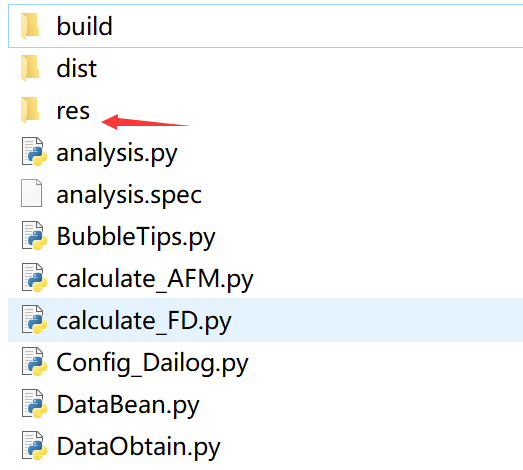 build
dist
res
analysis.py
analysis.spec
BubbleTips.py
calculate_AFM.py
calculate_FD.py
Config_Dailog.py
DataBean.py
DataObtain.py